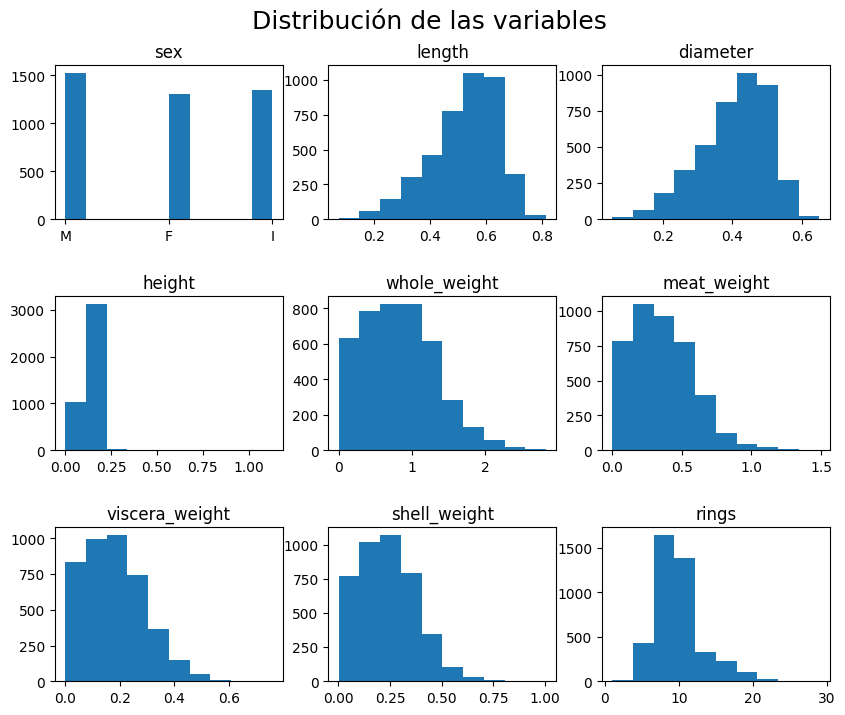 Distribución de las variables
sex length diameter
1500 1000 500 0
M F I
1000 750 500 250 0
0.2 0.4 0.6 0.8
1000 750 500 250 0
0.2 0.4 0.6
height whole_weight meat_weight
3000 2000 1000 0
0.00 0.25 0.50 0.75 1.00
800 600 400 200 0
0 1 2
1000 750 500 250 0
0.0 0.5 1.0 1.5
viscera_weight shell_weight rings
1000 750 500 250 0
0.0 0.2 0.4 0.6
1000 750 500 250 0
0.00 0.25 0.50 0.75 1.00
1500 1000 500 0
0 10 20 30